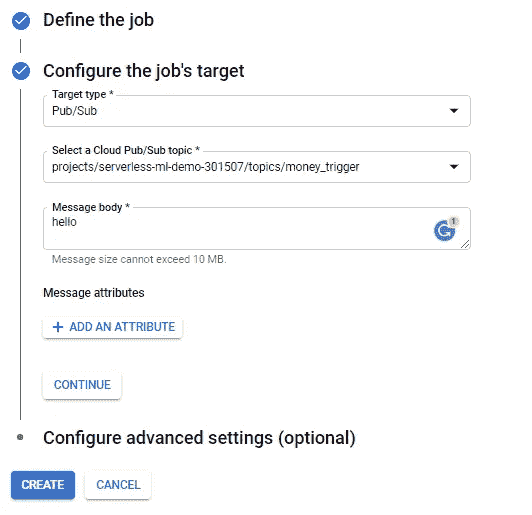 Define the job
Configure the job's target
Target type *
Pub/Sub
Select a Cloud Pub/Sub topic *
projects/serverless-ml-demo-301507/topics/money_trigger
Message body *
hello
1
Message size cannot exceed 10 MB.
Message attributes
+ ADD AN ATTRIBUTE
CONTINUE
Configure advanced settings (optional)
CREATE CANCEL